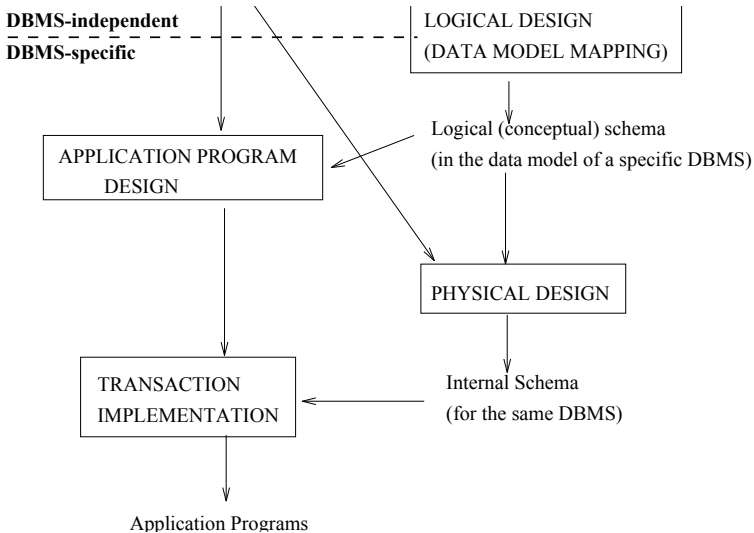 DBMS-independent
DBMS-specific
LOGICAL DESIGN
(DATA MODEL MAPPING)
Logical (conceptual) schema
(in the data model of a specific DBMS)
APPLICATION PROGRAM
DESIGN
PHYSICAL DESIGN
TRANSACTION
IMPLEMENTATION
Internal Schema
(for the same DBMS)
Application Programs